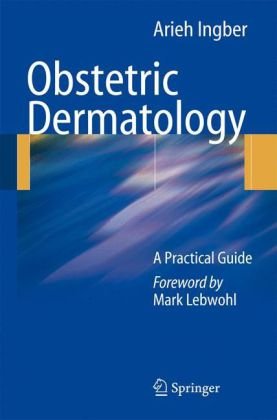 Arieh Ingber
Obstetric
Dermatology
A Practical Guide
Foreword by
Mark Lebwohl
Springer